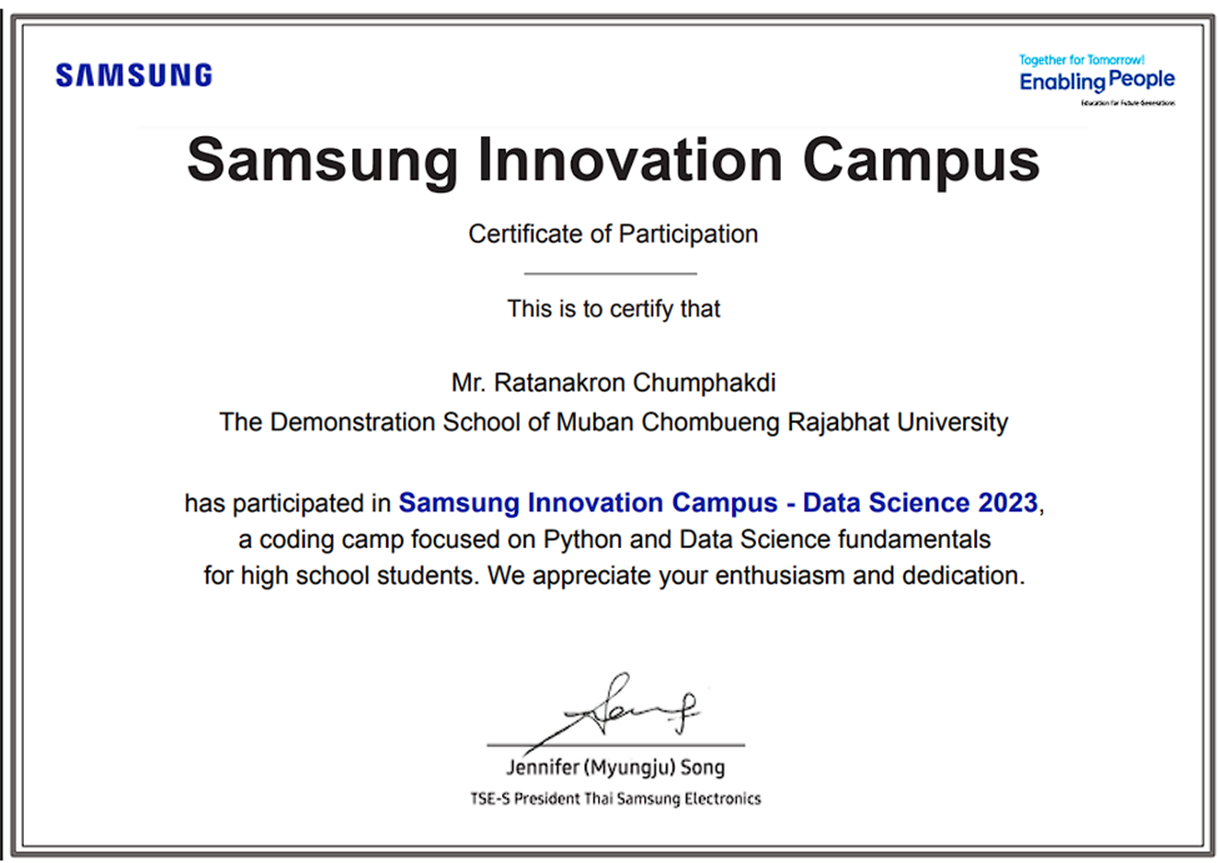 SAMSUNG
Together for Tomorrow!
Enabling People
Education for Future Generations
Samsung Innovation Campus
Certificate of Participation
This is to certify that
Mr. Ratanakron Chumphakdi
The Demonstration School of Muban Chombueng Rajabhat University
has participated in Samsung Innovation Campus - Data Science 2023,
a coding camp focused on Python and Data Science fundamentals
for high school students. We appreciate your enthusiasm and dedication.
Song
Jennifer (Myungju) Song
TSE-S President Thai Samsung Electronics